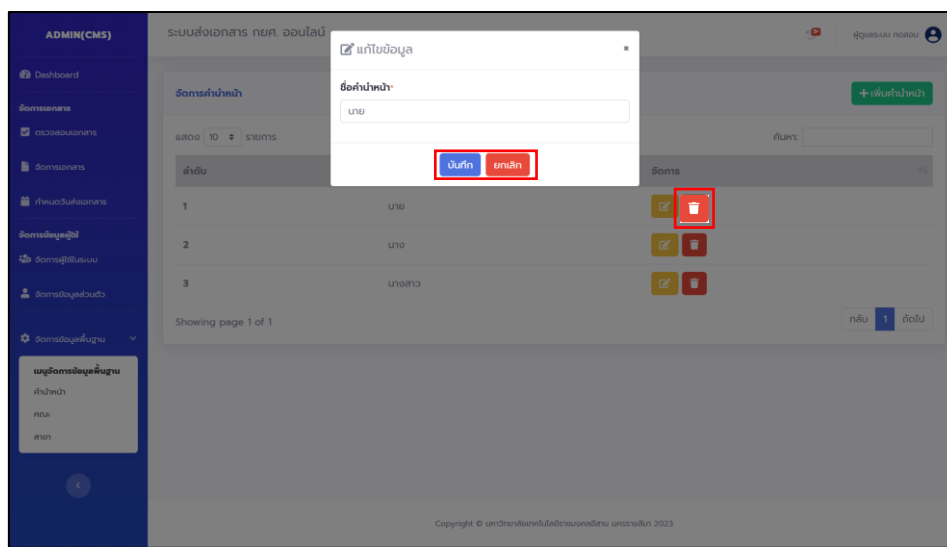 ADMIN(CMS)
ระบบส่งเอกสาร กยศ. ออนไลน์
ผู้ดูแลระบบ ทดสอบ
แก้ไขข้อมูล
ชื่อคำนำหน้า
นาย
บันทึก
ยกเลิก
Dashboard
จัดการเอกสาร
ตรวจสอบเอกสาร
จัดการเอกสาร
กำหนดวันส่งเอกสาร
จัดการข้อมูลผู้ใช้
จัดการผู้ใช้ในระบบ
จัดการข้อมูลส่วนตัว
จัดการข้อมูลพื้นฐาน
เมนูจัดการข้อมูลพื้นฐาน
คำนำหน้า
คณะ
สาขา
จัดการคำนำหน้า
+ เพิ่มคำนำหน้า
แสดง 10 รายการ
ค้นหา:
ลำดับ จัดการ
1 นาย
2 นาง
3 นางสาว
Showing page 1 of 1
กลับ 1 ถัดไป
Copyright © มหาวิทยาลัยเทคโนโลยีราชมงคลอีสาน นครราชสีมา 2023